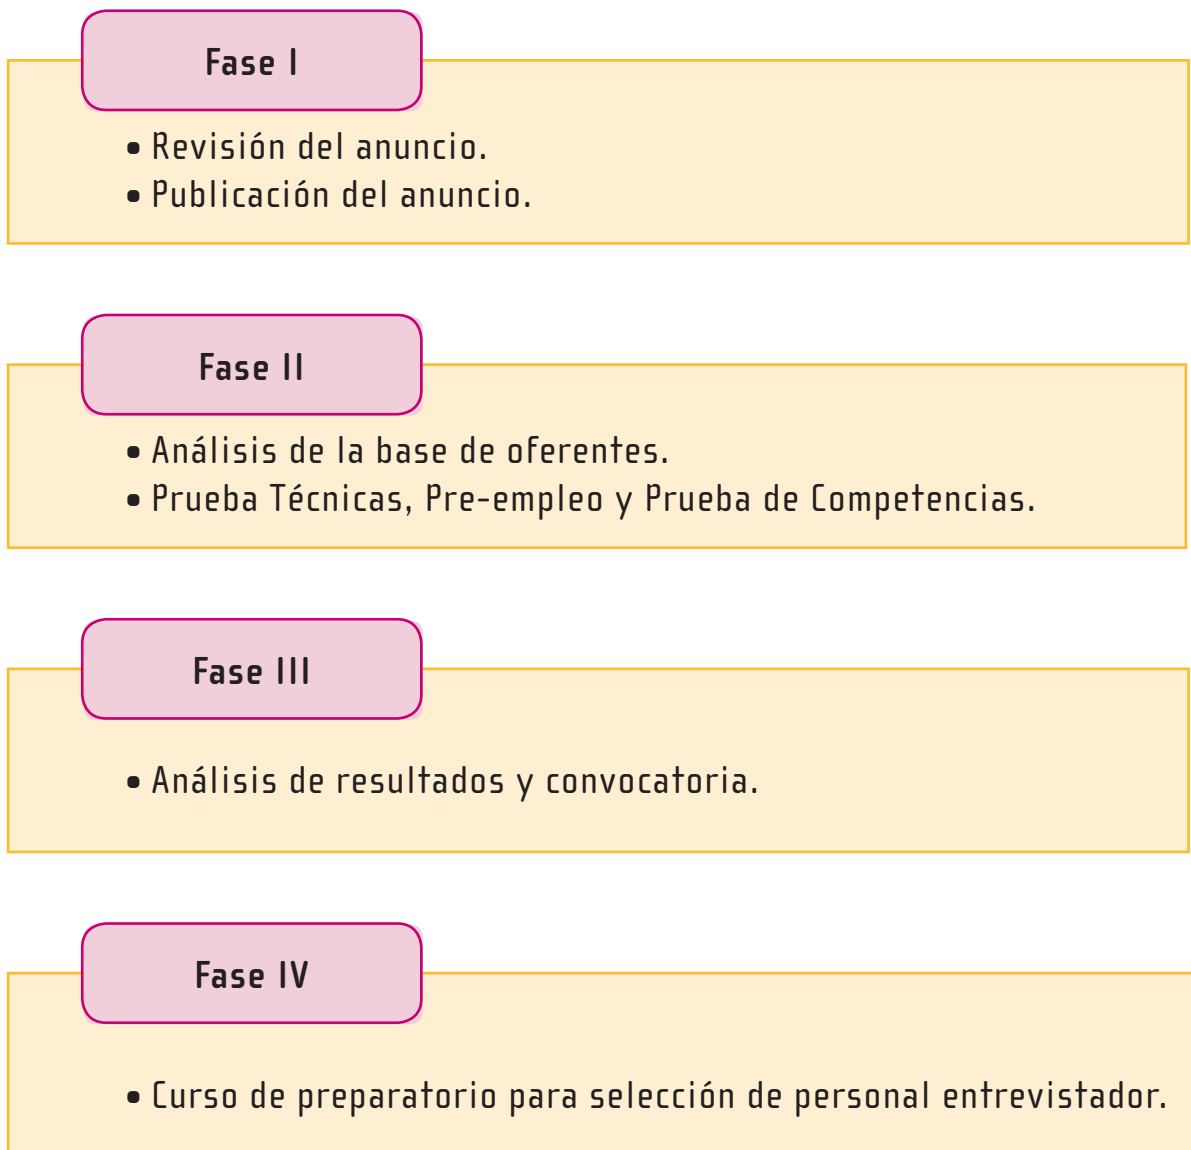 Fase I
• Revisión del anuncio.
• Publicación del anuncio.
Fase II
• Análisis de la base de oferentes.
• Prueba Técnicas, Pre-empleo y Prueba de Competencias.
Fase III
• Análisis de resultados y convocatoria.
Fase IV
• Curso de preparatorio para selección de personal entrevistador.